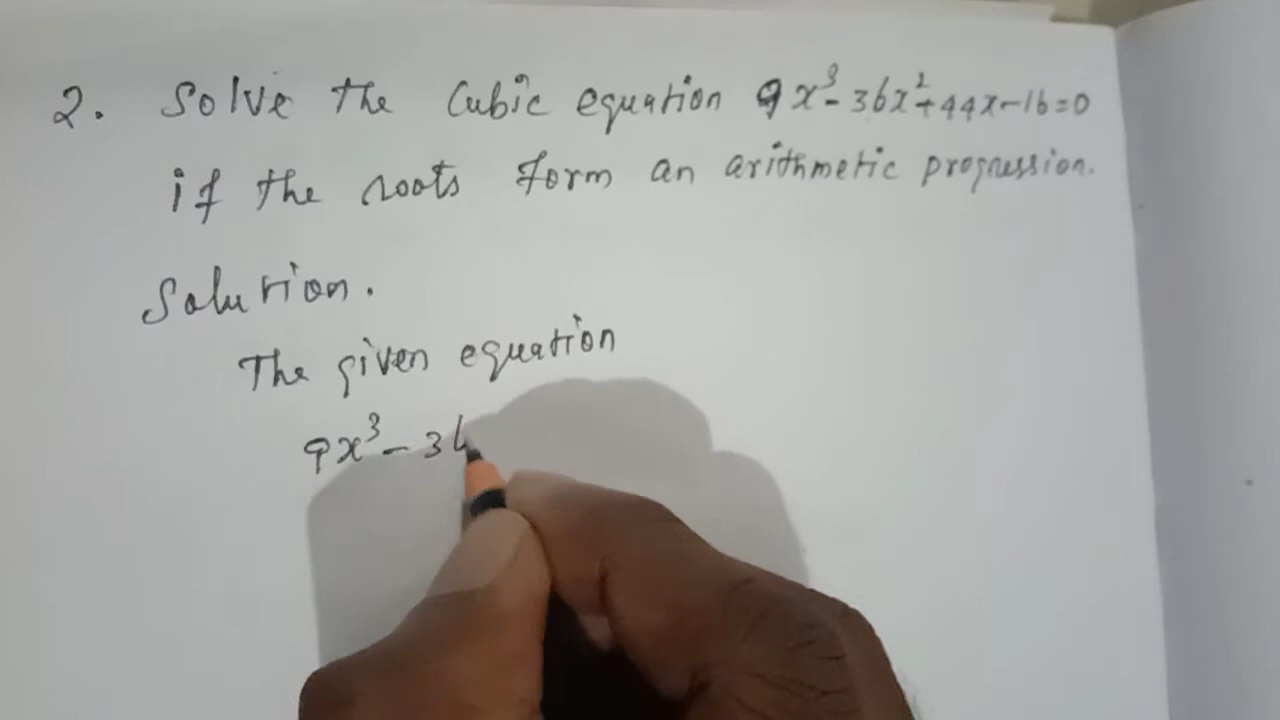 2. Solve the Cubic equation 9x³-36x²+44x-16=0
if the roots form an arithmetic progression.
Solution.
The given equation
9x³-36